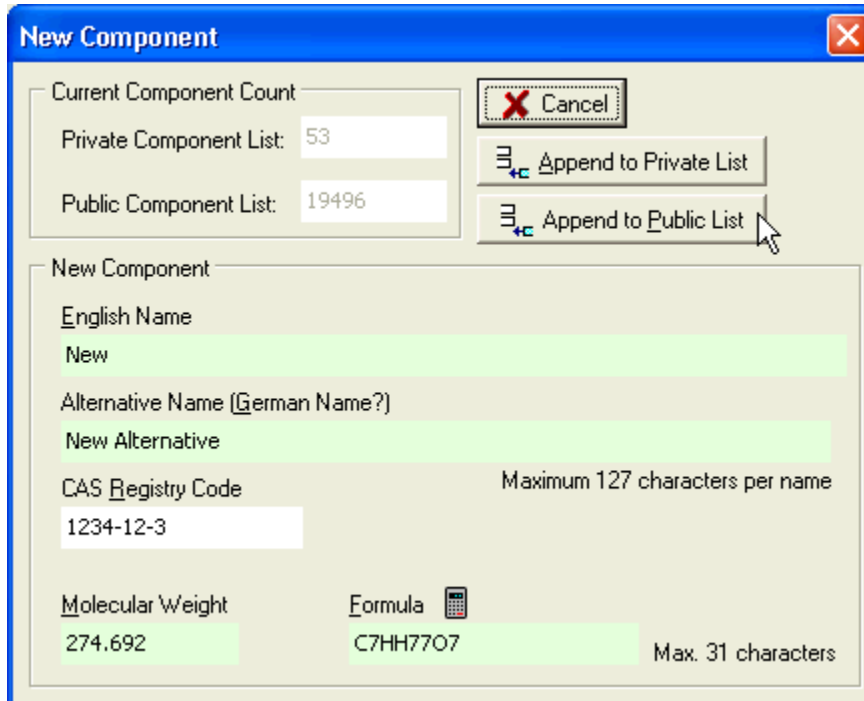 New Component
Current Component Count
Private Component List: 53
Public Component List: 19496
Cancel
Append to Private List
Append to Public List
New Component
English Name
New
Alternative Name (German Name?)
New Alternative
CAS Registry Code
Maximum 127 characters per name
1234-12-3
Molecular Weight
Formula
274.692
C7HH77O7
Max. 31 characters